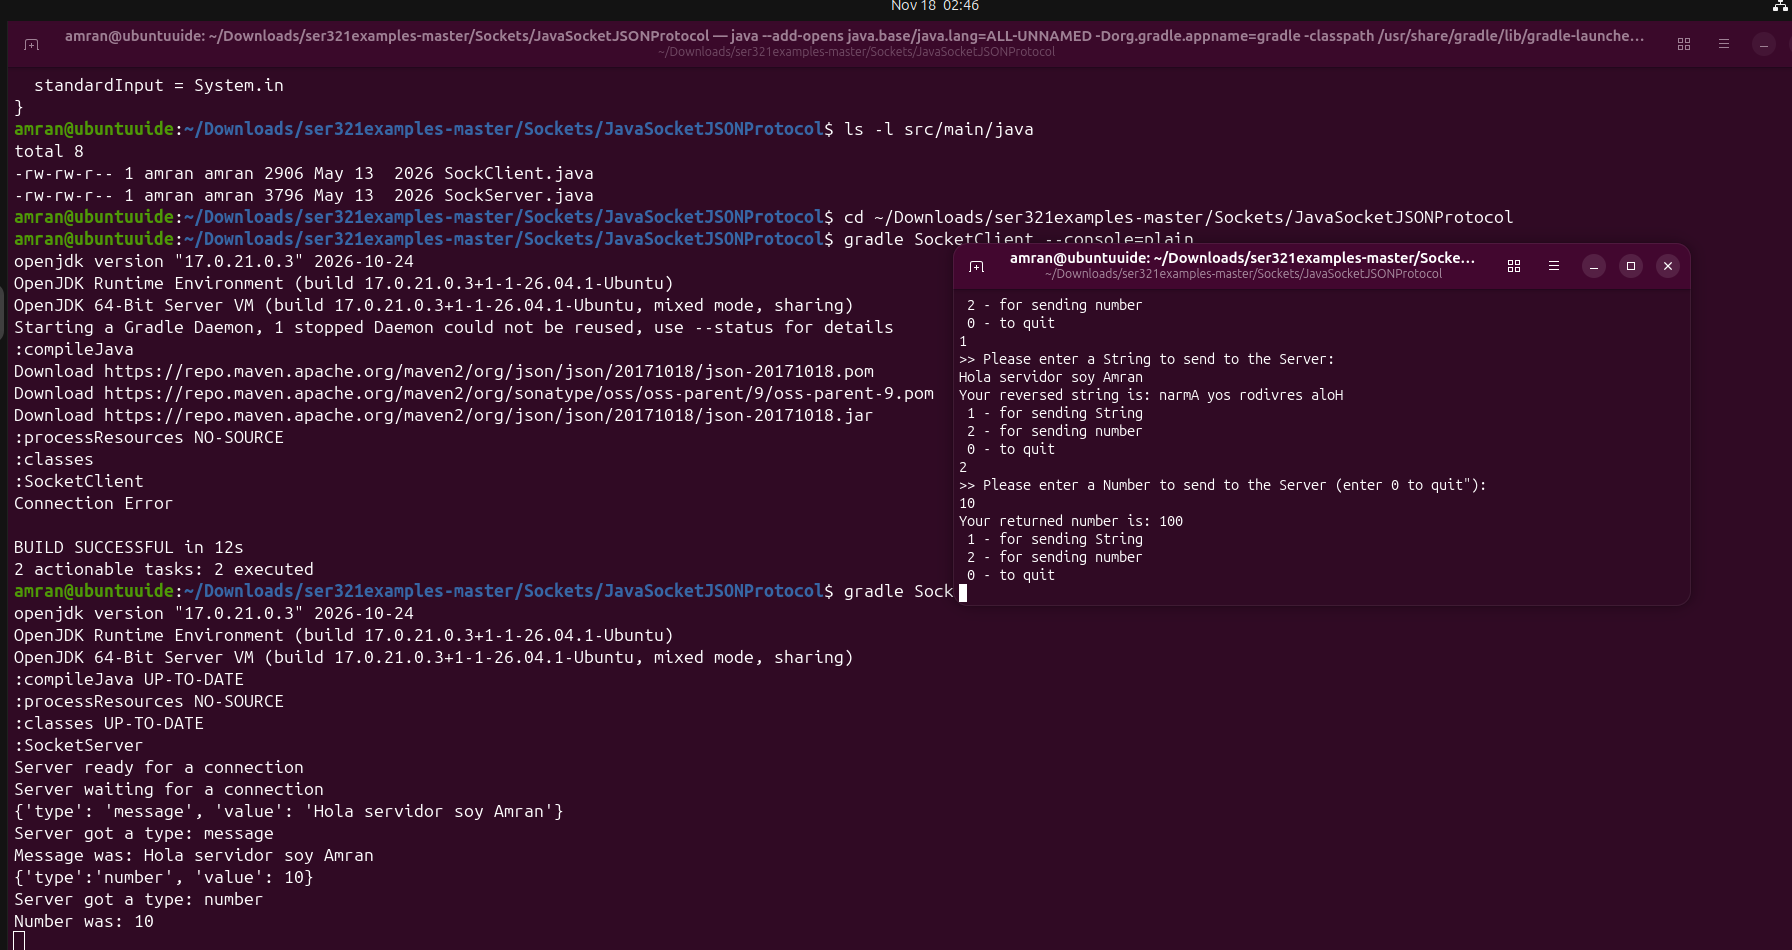 Nov 18 02:46
amran@ubuntuuide: ~/Downloads/ser321examples-master/Sockets/JavaSocketJSONProtocol — java --add-opens java.base/java.lang=ALL-UNNAMED -Dorg.gradle.appname=gradle -classpath /usr/share/gradle/lib/gradle-launche…
~/Downloads/ser321examples-master/Sockets/JavaSocketJSONProtocol
  standardInput = System.in
}
amran@ubuntuuide:~/Downloads/ser321examples-master/Sockets/JavaSocketJSONProtocol$ ls -l src/main/java
total 8
-rw-rw-r-- 1 amran amran 2906 May 13  2026 SockClient.java
-rw-rw-r-- 1 amran amran 3796 May 13  2026 SockServer.java
amran@ubuntuuide:~/Downloads/ser321examples-master/Sockets/JavaSocketJSONProtocol$ cd ~/Downloads/ser321examples-master/Sockets/JavaSocketJSONProtocol
amran@ubuntuuide:~/Downloads/ser321examples-master/Sockets/JavaSocketJSONProtocol$ gradle SocketClient --console=plain
openjdk version "17.0.21.0.3" 2026-10-24
OpenJDK Runtime Environment (build 17.0.21.0.3+1-1-26.04.1-Ubuntu)
OpenJDK 64-Bit Server VM (build 17.0.21.0.3+1-1-26.04.1-Ubuntu, mixed mode, sharing)
Starting a Gradle Daemon, 1 stopped Daemon could not be reused, use --status for details
:compileJava
Download https://repo.maven.apache.org/maven2/org/json/json/20171018/json-20171018.pom
Download https://repo.maven.apache.org/maven2/org/sonatype/oss/oss-parent/9/oss-parent-9.pom
Download https://repo.maven.apache.org/maven2/org/json/json/20171018/json-20171018.jar
:processResources NO-SOURCE
:classes
:SocketClient
Connection Error

BUILD SUCCESSFUL in 12s
2 actionable tasks: 2 executed
amran@ubuntuuide:~/Downloads/ser321examples-master/Sockets/JavaSocketJSONProtocol$ gradle Sock
openjdk version "17.0.21.0.3" 2026-10-24
OpenJDK Runtime Environment (build 17.0.21.0.3+1-1-26.04.1-Ubuntu)
OpenJDK 64-Bit Server VM (build 17.0.21.0.3+1-1-26.04.1-Ubuntu, mixed mode, sharing)
:compileJava UP-TO-DATE
:processResources NO-SOURCE
:classes UP-TO-DATE
:SocketServer
Server ready for a connection
Server waiting for a connection
{'type': 'message', 'value': 'Hola servidor soy Amran'}
Server got a type: message
Message was: Hola servidor soy Amran
{'type':'number', 'value': 10}
Server got a type: number
Number was: 10
amran@ubuntuuide: ~/Downloads/ser321examples-master/Socke…
~/Downloads/ser321examples-master/Sockets/JavaSocketJSONProtocol
 2 - for sending number
 0 - to quit
1
>> Please enter a String to send to the Server:
Hola servidor soy Amran
Your reversed string is: narmA yos rodivres aloH
 1 - for sending String
 2 - for sending number
 0 - to quit
2
>> Please enter a Number to send to the Server (enter 0 to quit"):
10
Your returned number is: 100
 1 - for sending String
 2 - for sending number
 0 - to quit